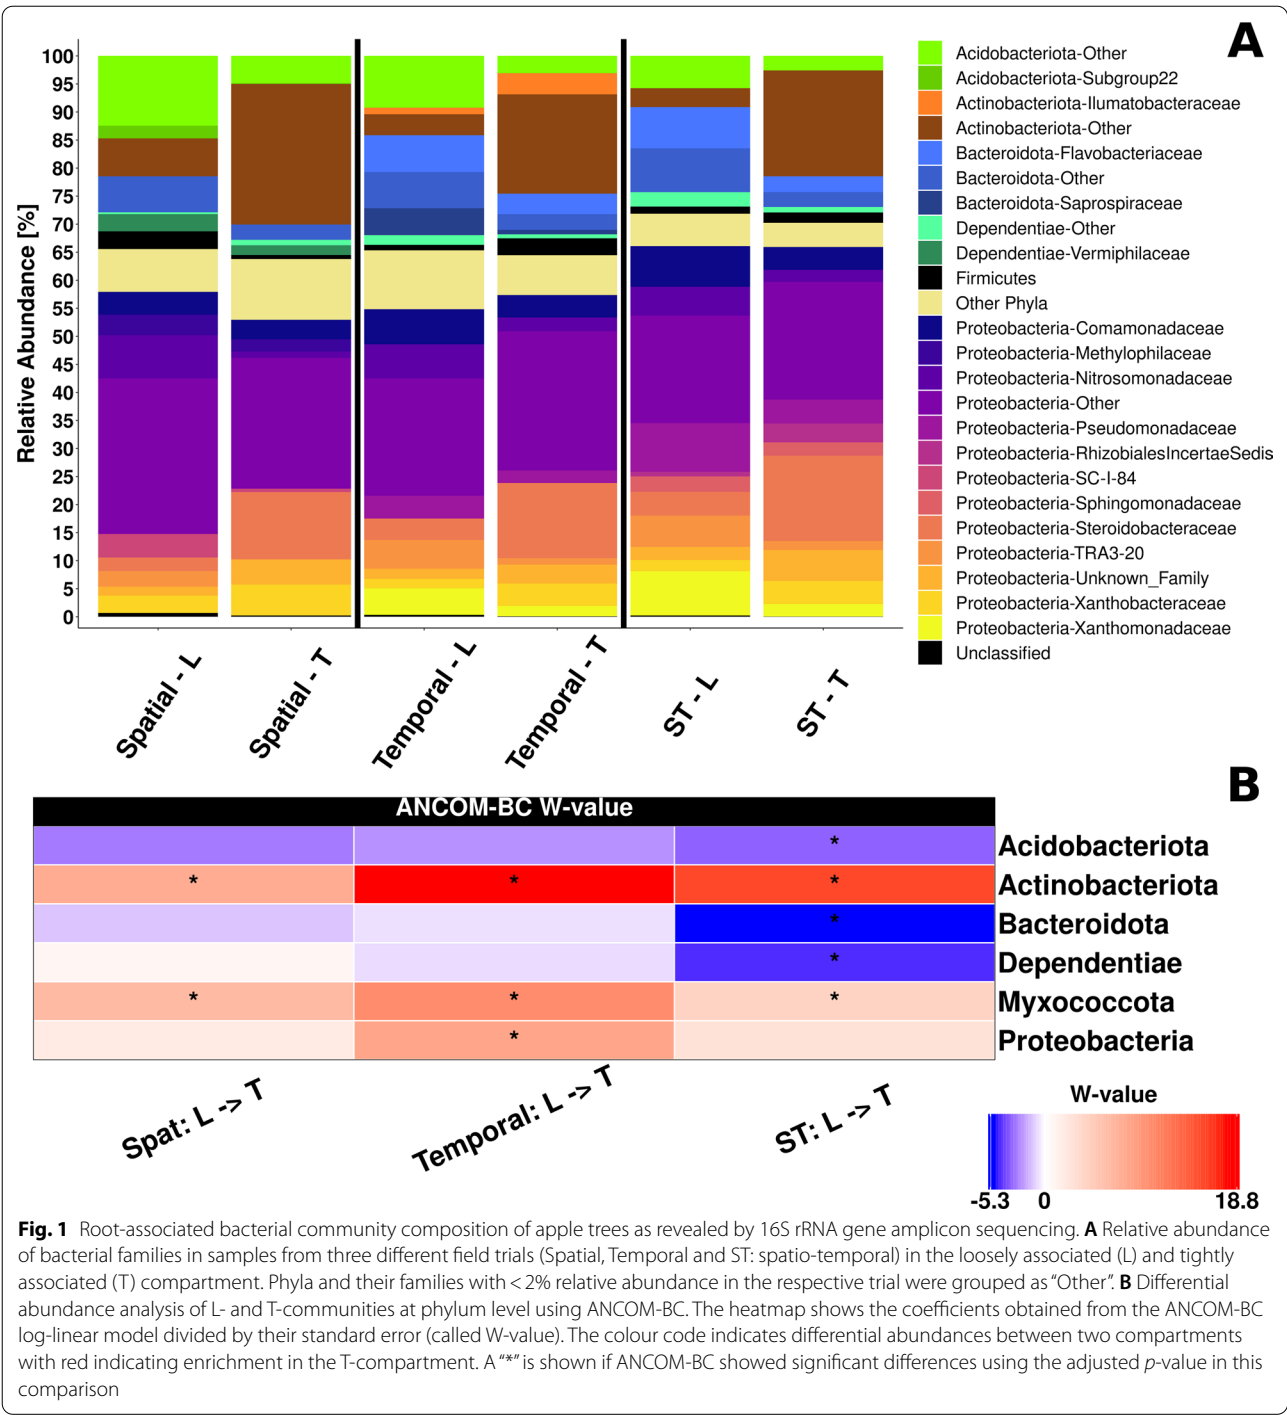 A
Relative Abundance [%]
100
95
90
85
80
75
70
65
60
55
50
45
40
35
30
25
20
15
10
5
0
Spatial - L
Spatial - T
Temporal - L
Temporal - T
ST - L
ST - T
Acidobacteriota-Other
Acidobacteriota-Subgroup22
Actinobacteriota-Ilumatobacteraceae
Actinobacteriota-Other
Bacteroidota-Flavobacteriaceae
Bacteroidota-Other
Bacteroidota-Saprospiraceae
Dependentiae-Other
Dependentiae-Vermiphilaceae
Firmicutes
Other Phyla
Proteobacteria-Comamonadaceae
Proteobacteria-Methylophilaceae
Proteobacteria-Nitrosomonadaceae
Proteobacteria-Other
Proteobacteria-Pseudomonadaceae
Proteobacteria-RhizobialesIncertaeSedis
Proteobacteria-SC-I-84
Proteobacteria-Sphingomonadaceae
Proteobacteria-Steroidobacteraceae
Proteobacteria-TRA3-20
Proteobacteria-Unknown_Family
Proteobacteria-Xanthobacteraceae
Proteobacteria-Xanthomonadaceae
Unclassified
B
ANCOM-BC W-value
* Acidobacteriota
* * * Actinobacteriota
* Bacteroidota
* Dependentiae
* * * Myxococcota
* Proteobacteria
Spat: L -> T
Temporal: L -> T
ST: L -> T
W-value
-5.3 0 18.8
Fig. 1 Root-associated bacterial community composition of apple trees as revealed by 16S rRNA gene amplicon sequencing. A Relative abundance
of bacterial families in samples from three different field trials (Spatial, Temporal and ST: spatio-temporal) in the loosely associated (L) and tightly
associated (T) compartment. Phyla and their families with < 2% relative abundance in the respective trial were grouped as “Other”. B Differential
abundance analysis of L- and T-communities at phylum level using ANCOM-BC. The heatmap shows the coefficients obtained from the ANCOM-BC
log-linear model divided by their standard error (called W-value). The colour code indicates differential abundances between two compartments
with red indicating enrichment in the T-compartment. A “*” is shown if ANCOM-BC showed significant differences using the adjusted p-value in this
comparison